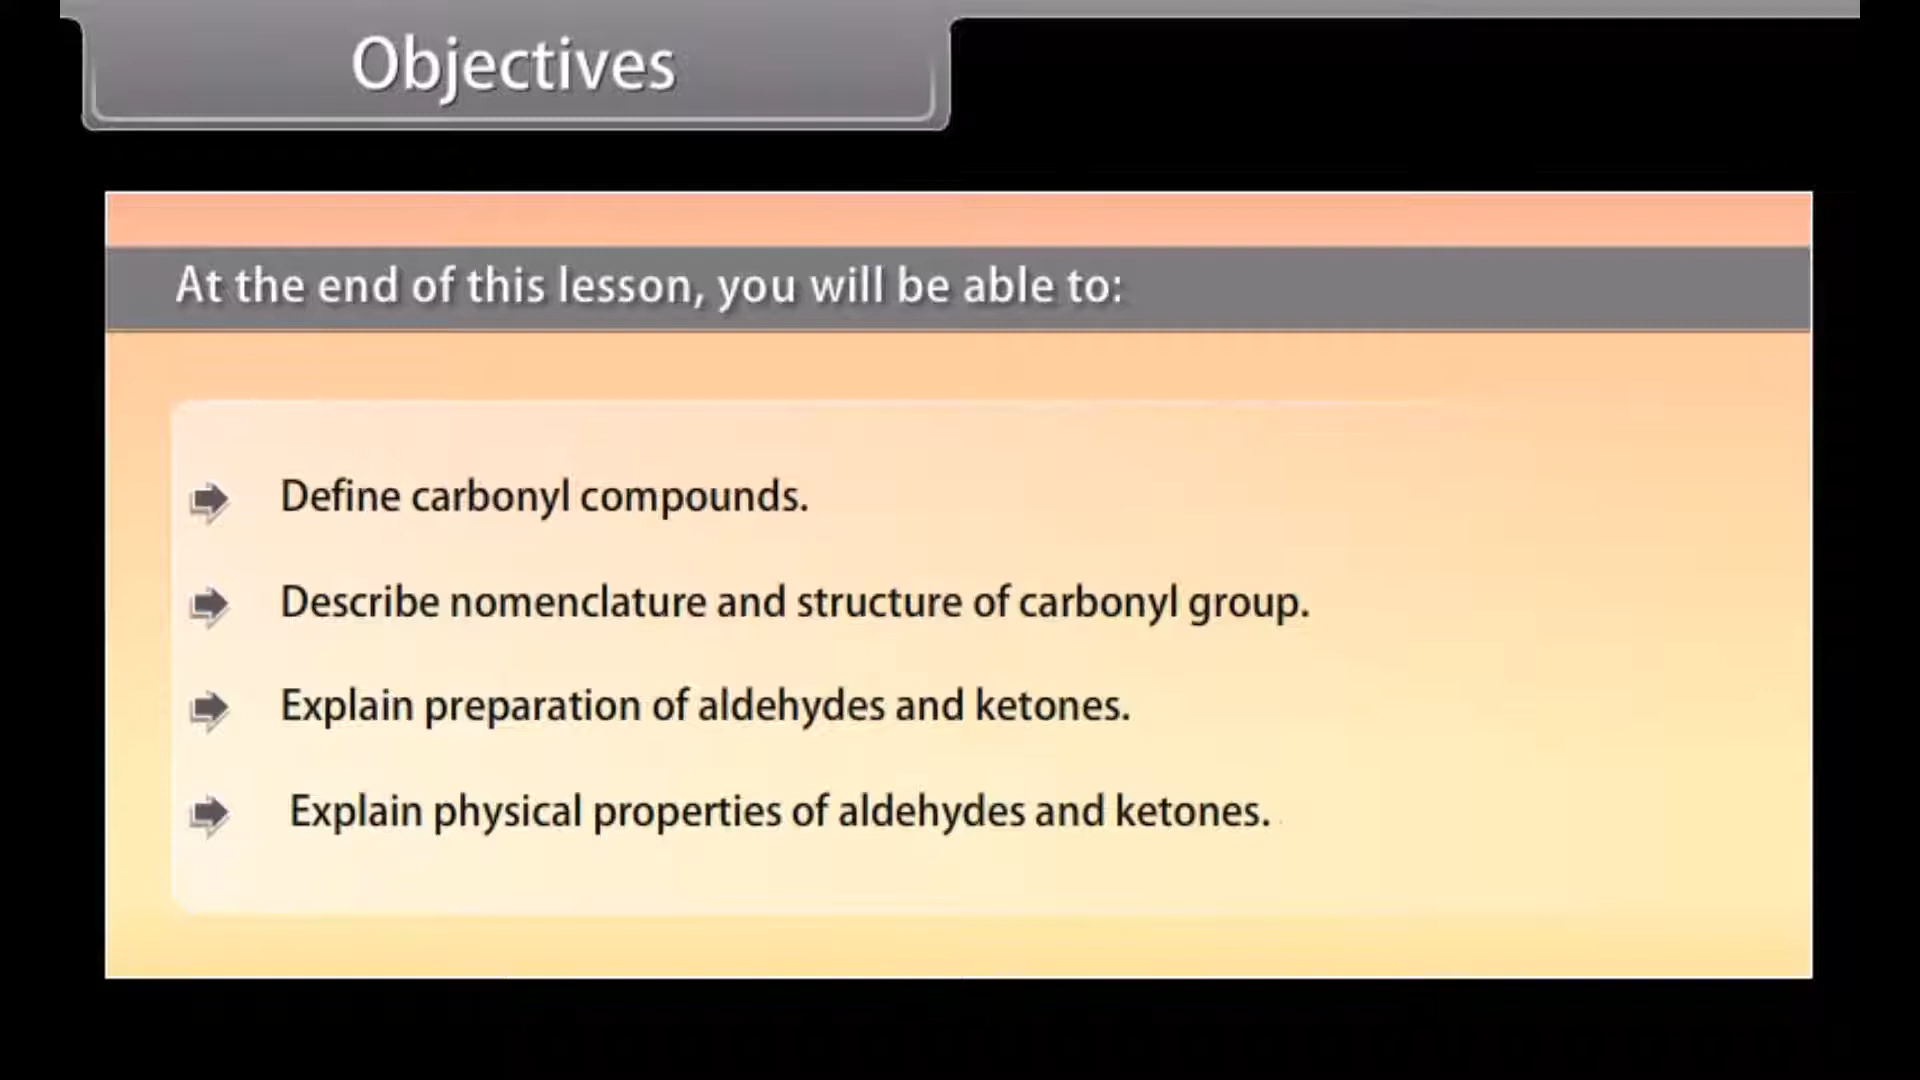 Objectives
At the end of this lesson, you will be able to:
Define carbonyl compounds.
Describe nomenclature and structure of carbonyl group.
Explain preparation of aldehydes and ketones.
Explain physical properties of aldehydes and ketones.